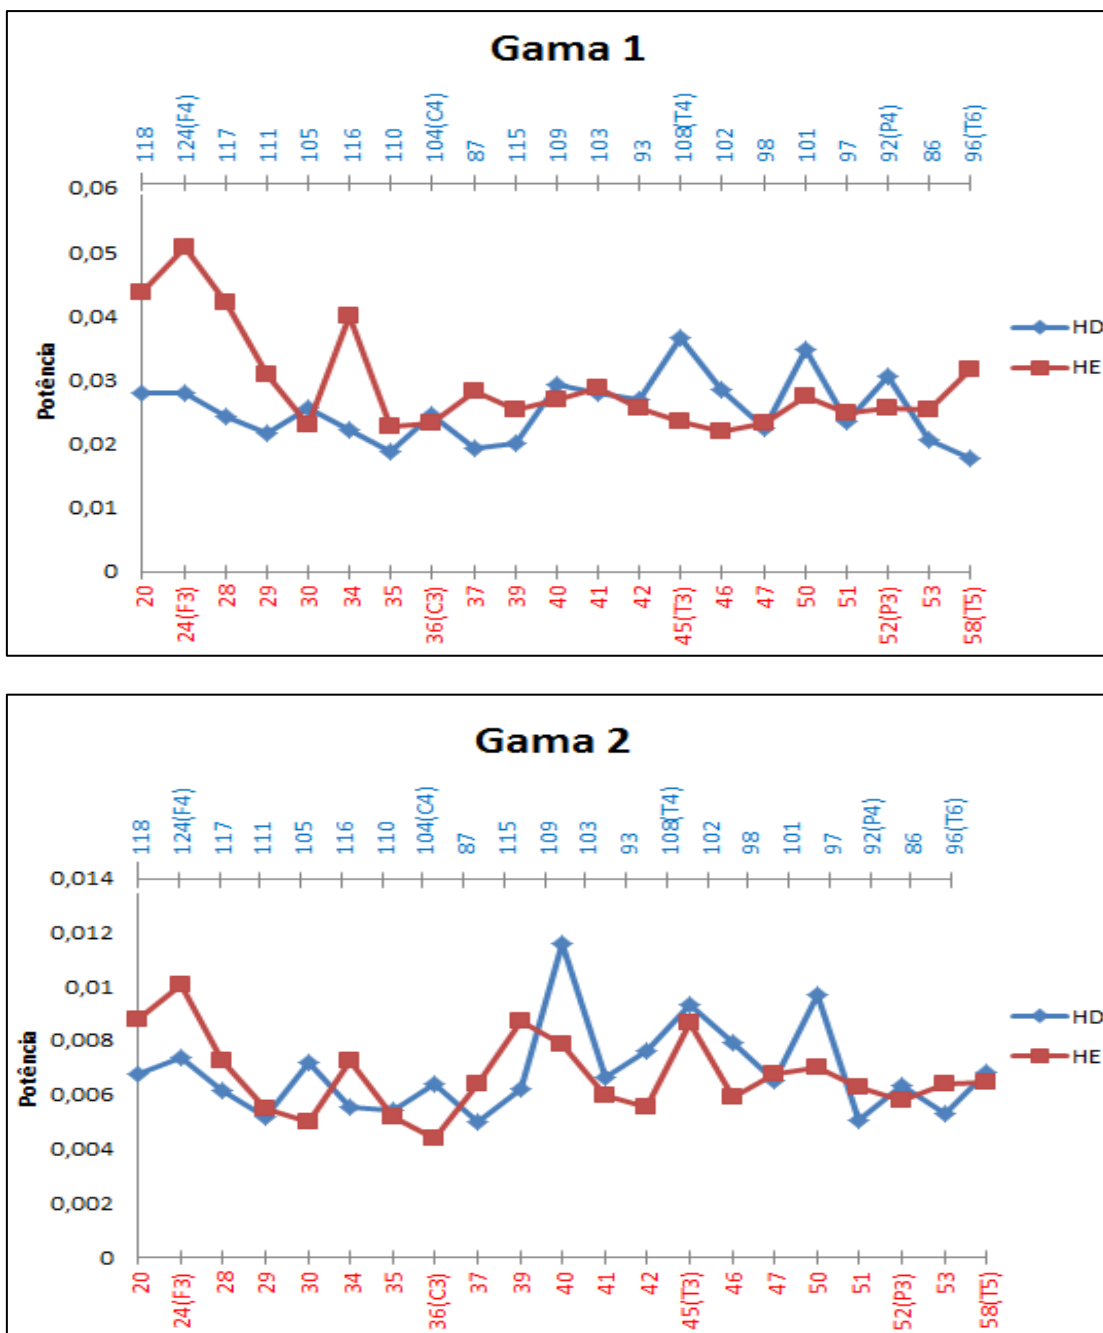 Gama 1
118 124(F4) 117 111 105 116 110 104(C4) 87 115 109 103 93 108(T4) 102 98 101 97 92(P4) 86 96(T6)
0,06
0,05
0,04
0,03
0,02
0,01
0
Potência
HD
HE
20 24(F3) 28 29 30 34 35 36(C3) 37 39 40 41 42 45(T3) 46 47 50 51 52(P3) 53 58(T5)
Gama 2
118 124(F4) 117 111 105 116 110 104(C4) 87 115 109 103 93 108(T4) 102 98 101 97 92(P4) 86 96(T6)
0,014
0,012
0,01
0,008
0,006
0,004
0,002
0
Potência
HD
HE
20 24(F3) 28 29 30 34 35 36(C3) 37 39 40 41 42 45(T3) 46 47 50 51 52(P3) 53 58(T5)